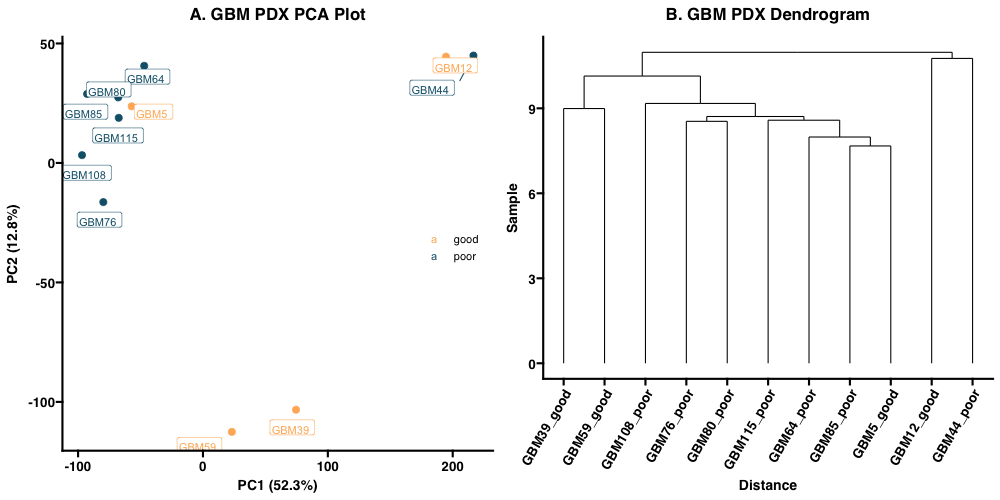 A. GBM PDX PCA Plot
50
0
-50
-100
PC2 (12.8%)
GBM64
GBM80
GBM85
GBM5
GBM115
GBM108
GBM76
GBM12
GBM44
a good
a poor
GBM39
GBM59
-100
0
100
200
PC1 (52.3%)
B. GBM PDX Dendrogram
9
6
3
0
Sample
GBM39_good
GBM59_good
GBM108_poor
GBM76_poor
GBM80_poor
GBM115_poor
GBM64_poor
GBM85_poor
GBM5_good
GBM12_good
GBM44_poor
Distance